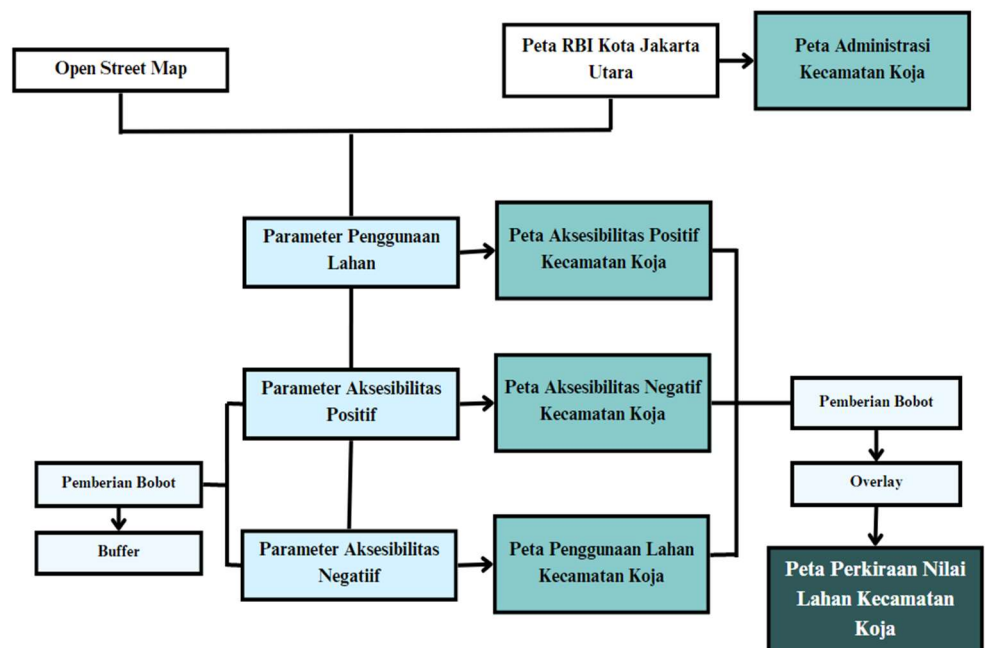 Open Street Map
Peta RBI Kota Jakarta
Utara
Peta Administrasi
Kecamatan Koja
Parameter Penggunaan
Lahan
Peta Aksesibilitas Positif
Kecamatan Koja
Parameter Aksesibilitas
Positif
Peta Aksesibilitas Negatif
Kecamatan Koja
Pemberian Bobot
Pemberian Bobot
Buffer
Overlay
Parameter Aksesibilitas
Negatiif
Peta Penggunaan Lahan
Kecamatan Koja
Peta Perkiraan Nilai
Lahan Kecamatan
Koja